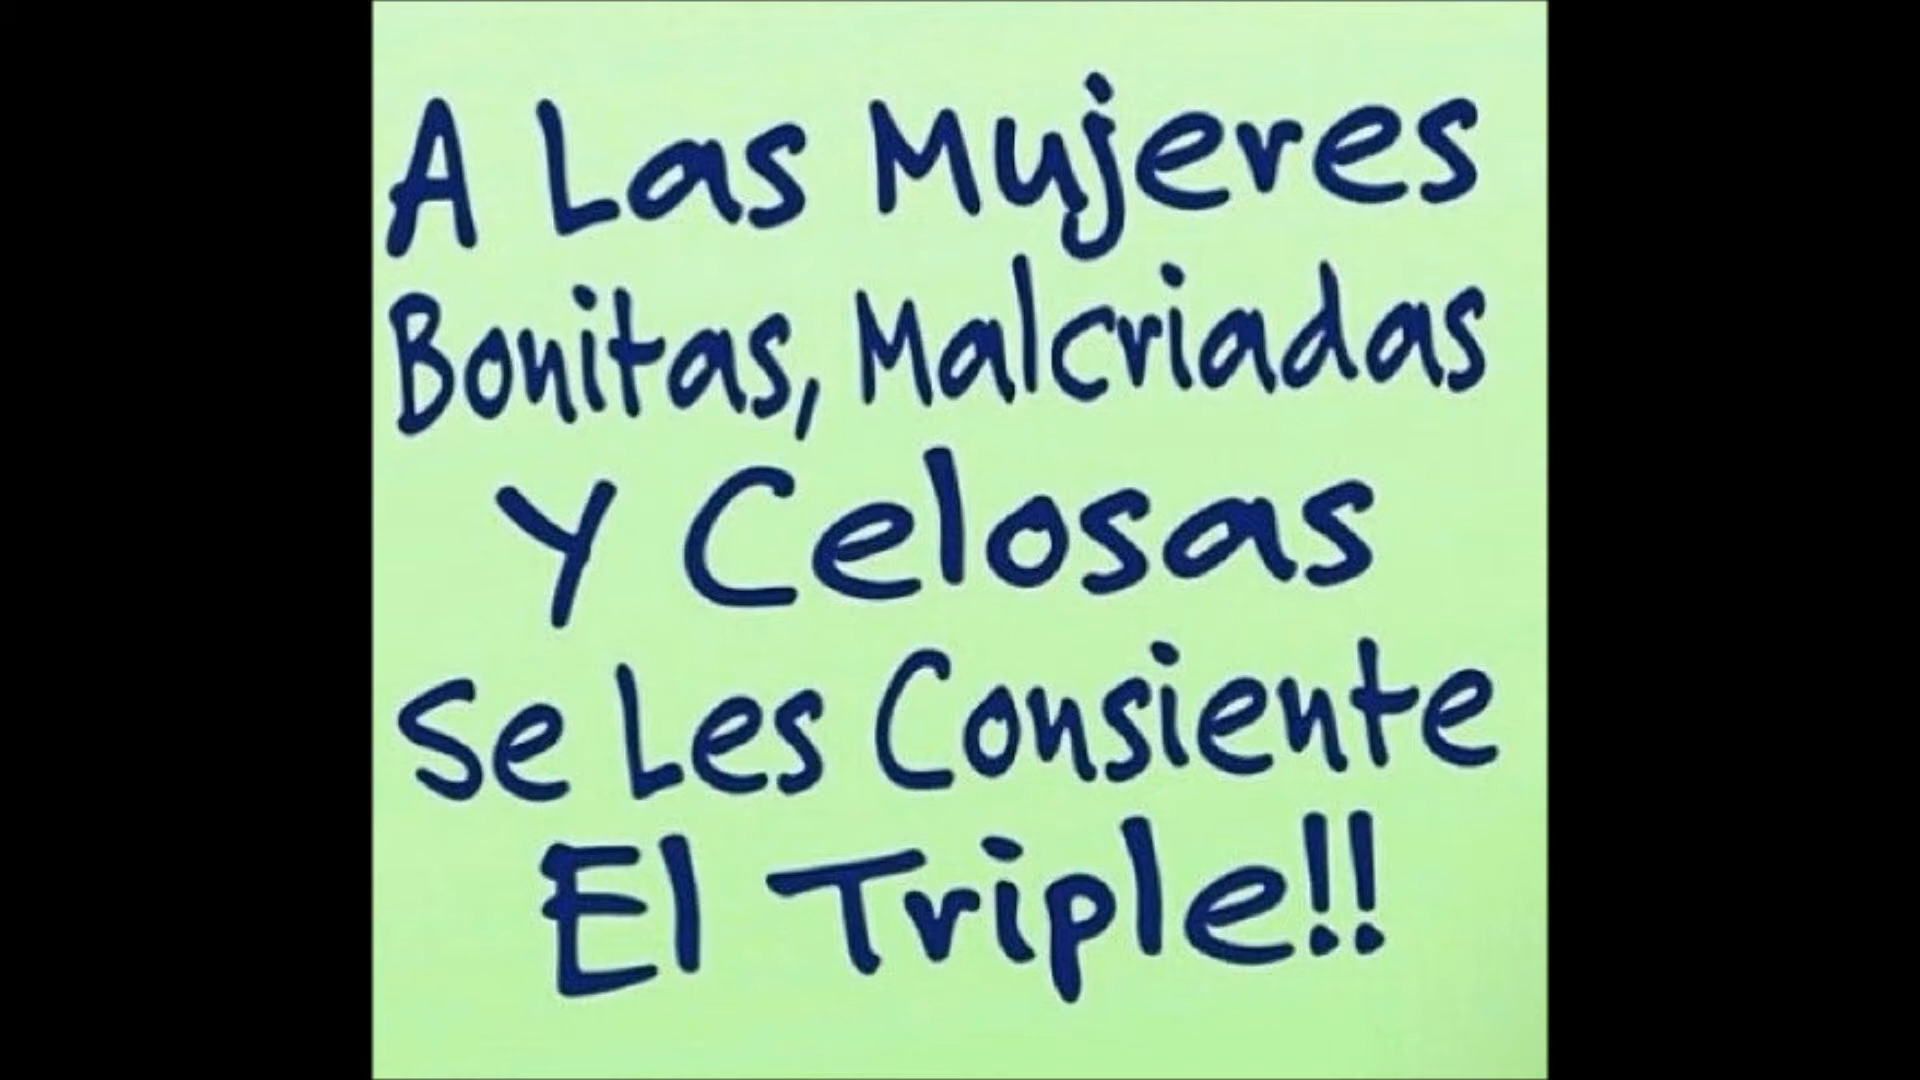 A Las Mujeres
Bonitas, Malcriadas
Y Celosas
Se Les Consiente
El Triple!!